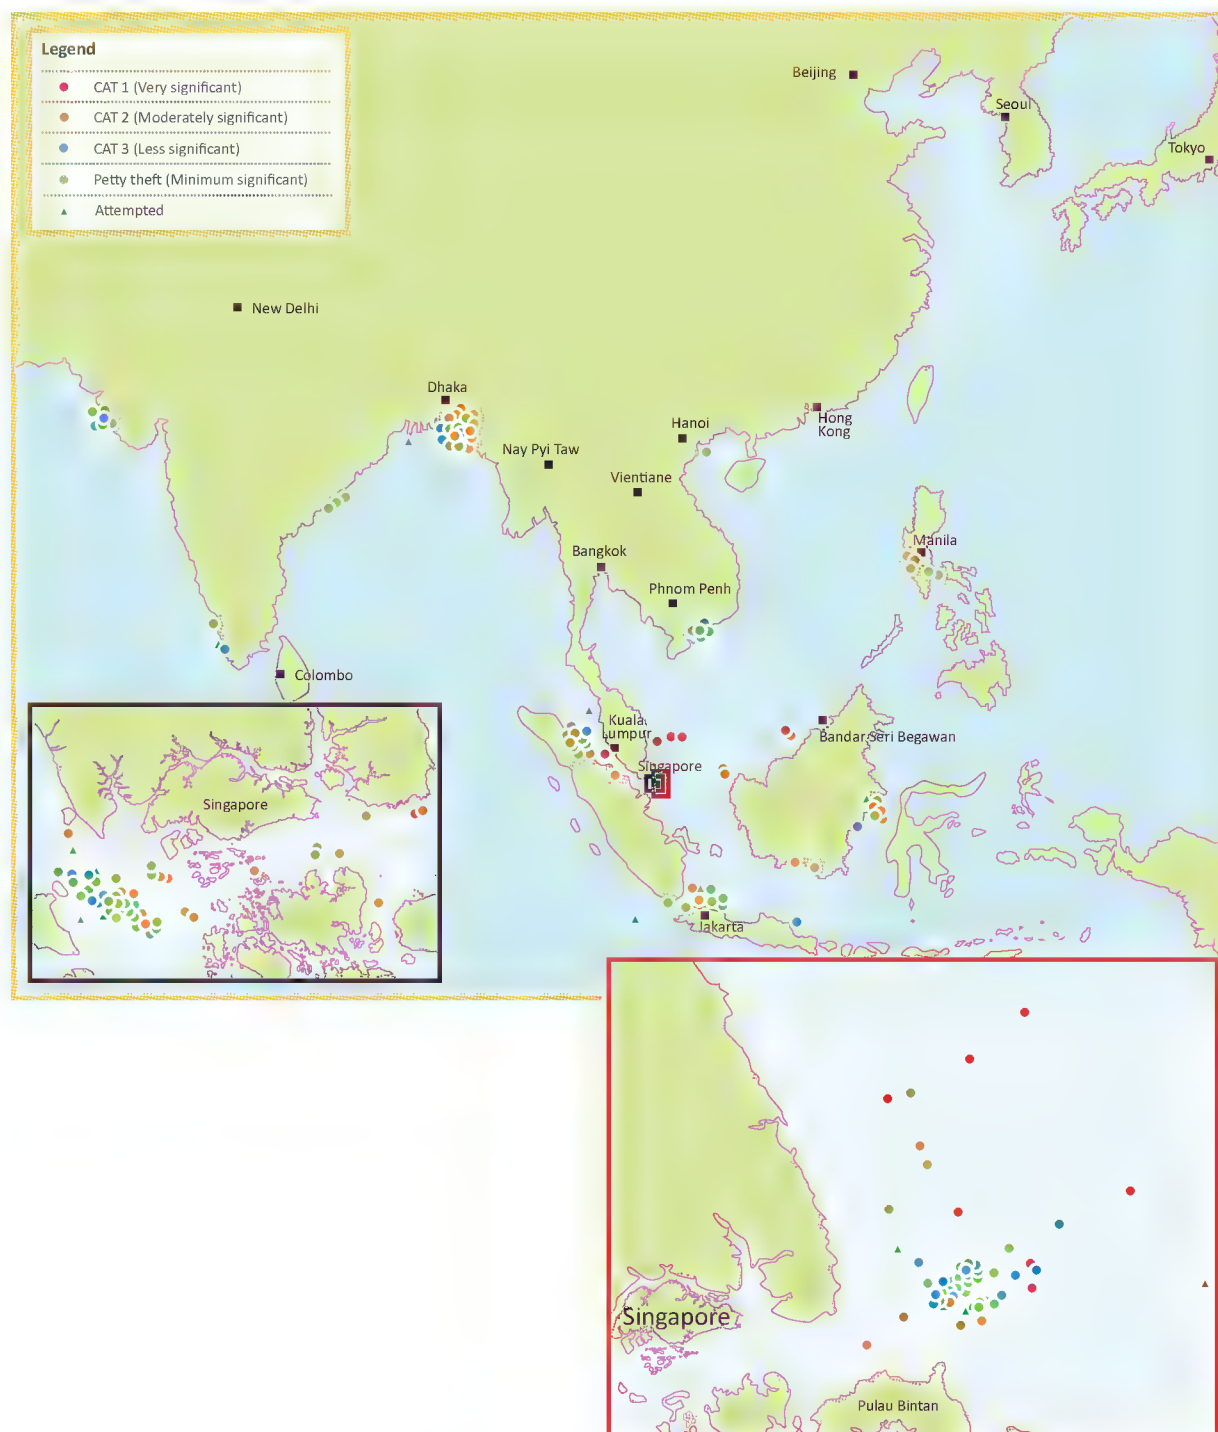 Legend
CAT 1 (Very significant)
CAT 2 (Moderately significant)
CAT 3 (Less significant)
Petty theft (Minimum significant)
Attempted
Beijing
Seoul
Tokyo
New Delhi
Dhaka
Hong
Kong
Hanoi
Nay Pyi Taw
Vientiane
Manila
Bangkok
Phnom Penh
Colombo
Kuala
Lumpur
Bandar Seri Begawan
Singapore
Singapore
Jakarta
Singapore
Pulau Bintan